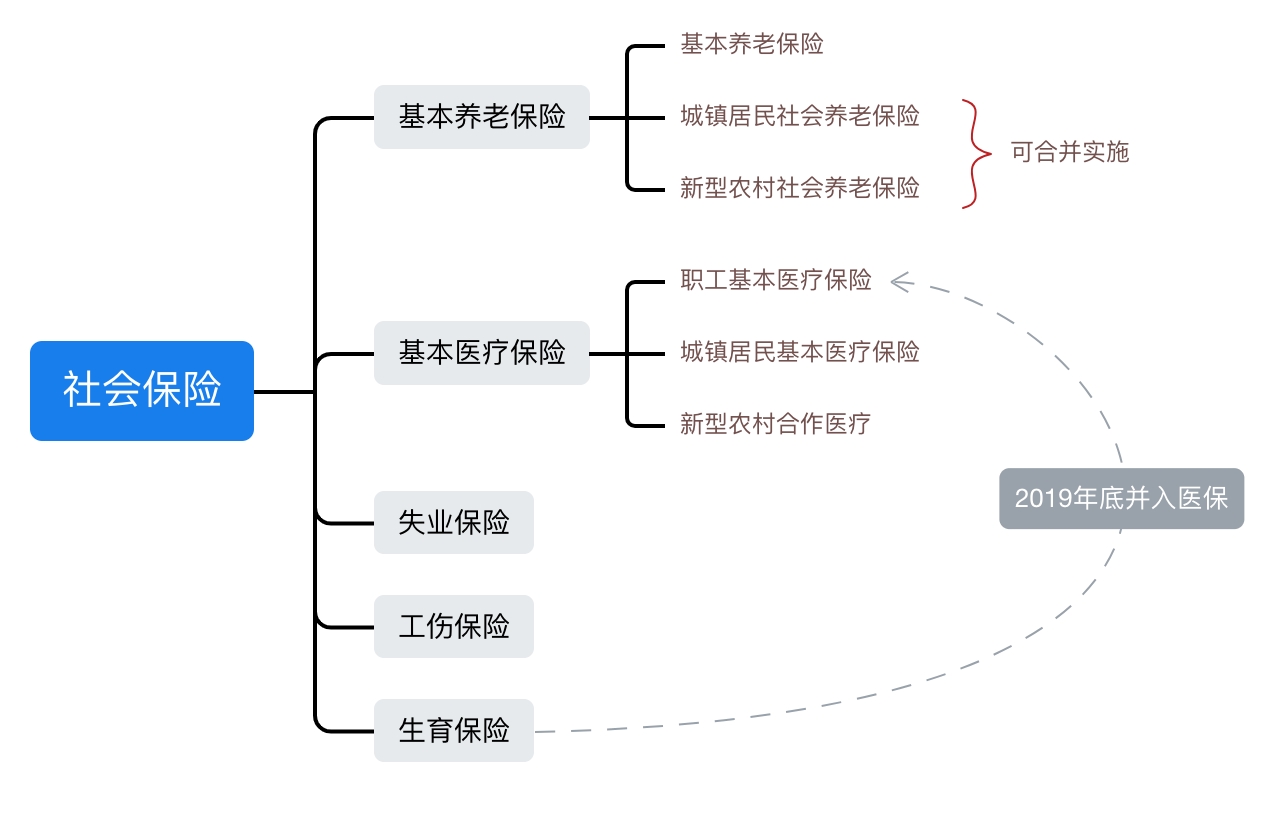 社会保险
基本养老保险
基本养老保险
城镇居民社会养老保险
新型农村社会养老保险
可合并实施
基本医疗保险
职工基本医疗保险
城镇居民基本医疗保险
新型农村合作医疗
失业保险
工伤保险
生育保险
2019年底并入医保